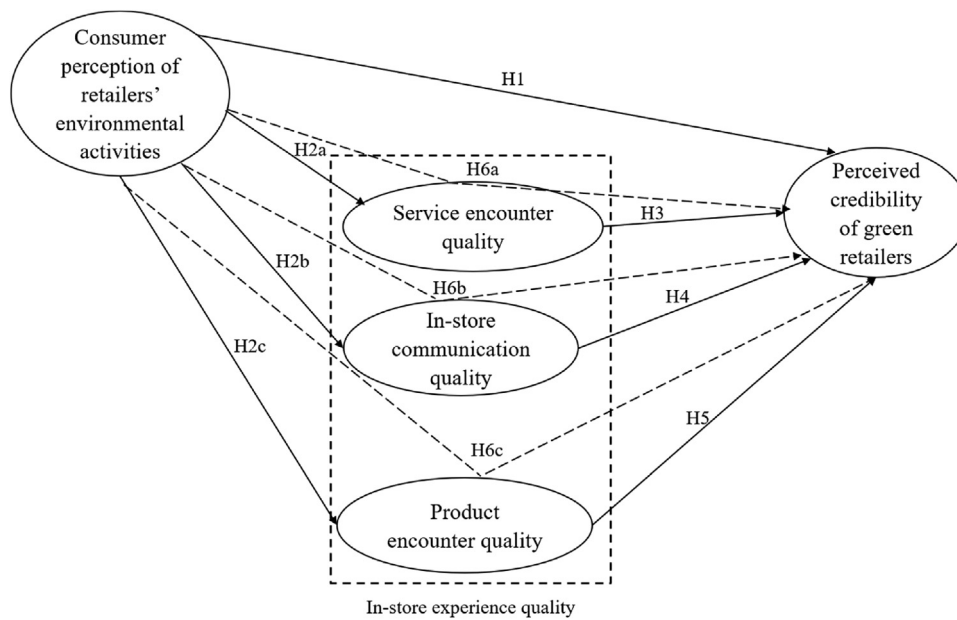 Consumer
perception of
retailers’
environmental
activities
H1
H2a
H6a
Service encounter
quality
H3
Perceived
credibility
of green
retailers
H2b
H6b
In-store
communication
quality
H4
H2c
H6c
H5
Product
encounter quality
In-store experience quality